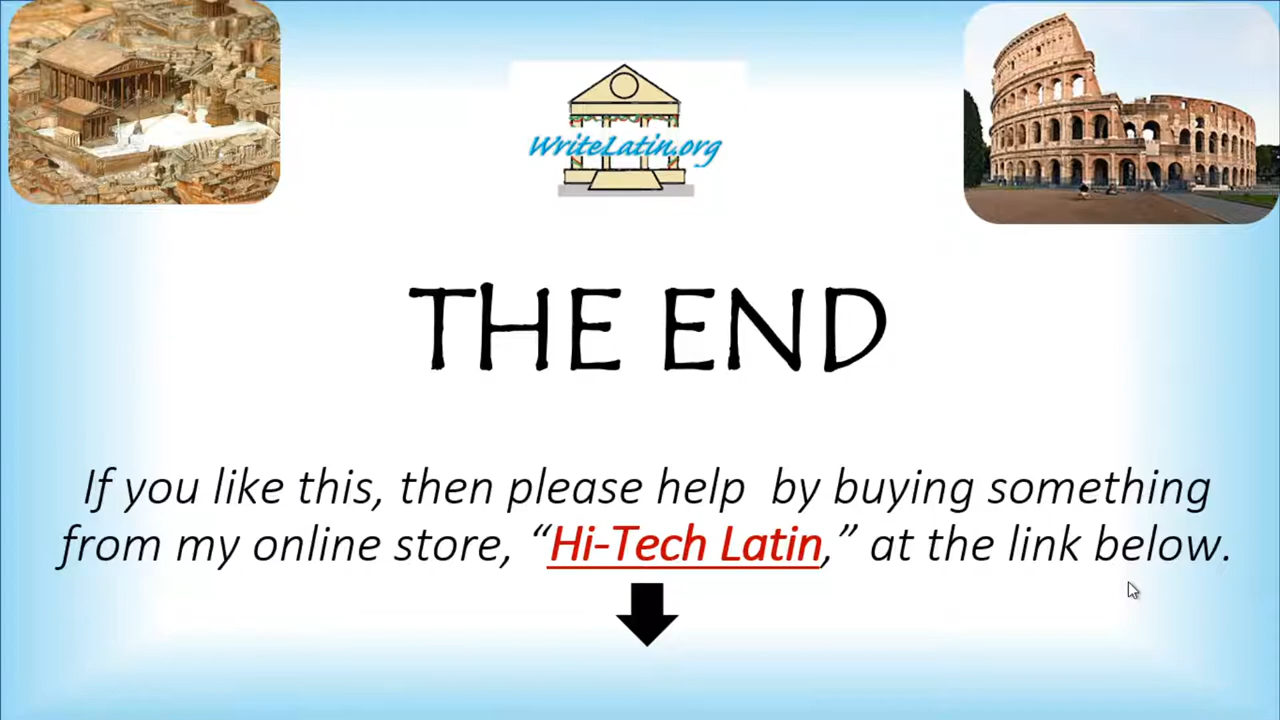 WriteLatin.org
THE END
If you like this, then please help by buying something
from my online store, “Hi-Tech Latin,” at the link below.